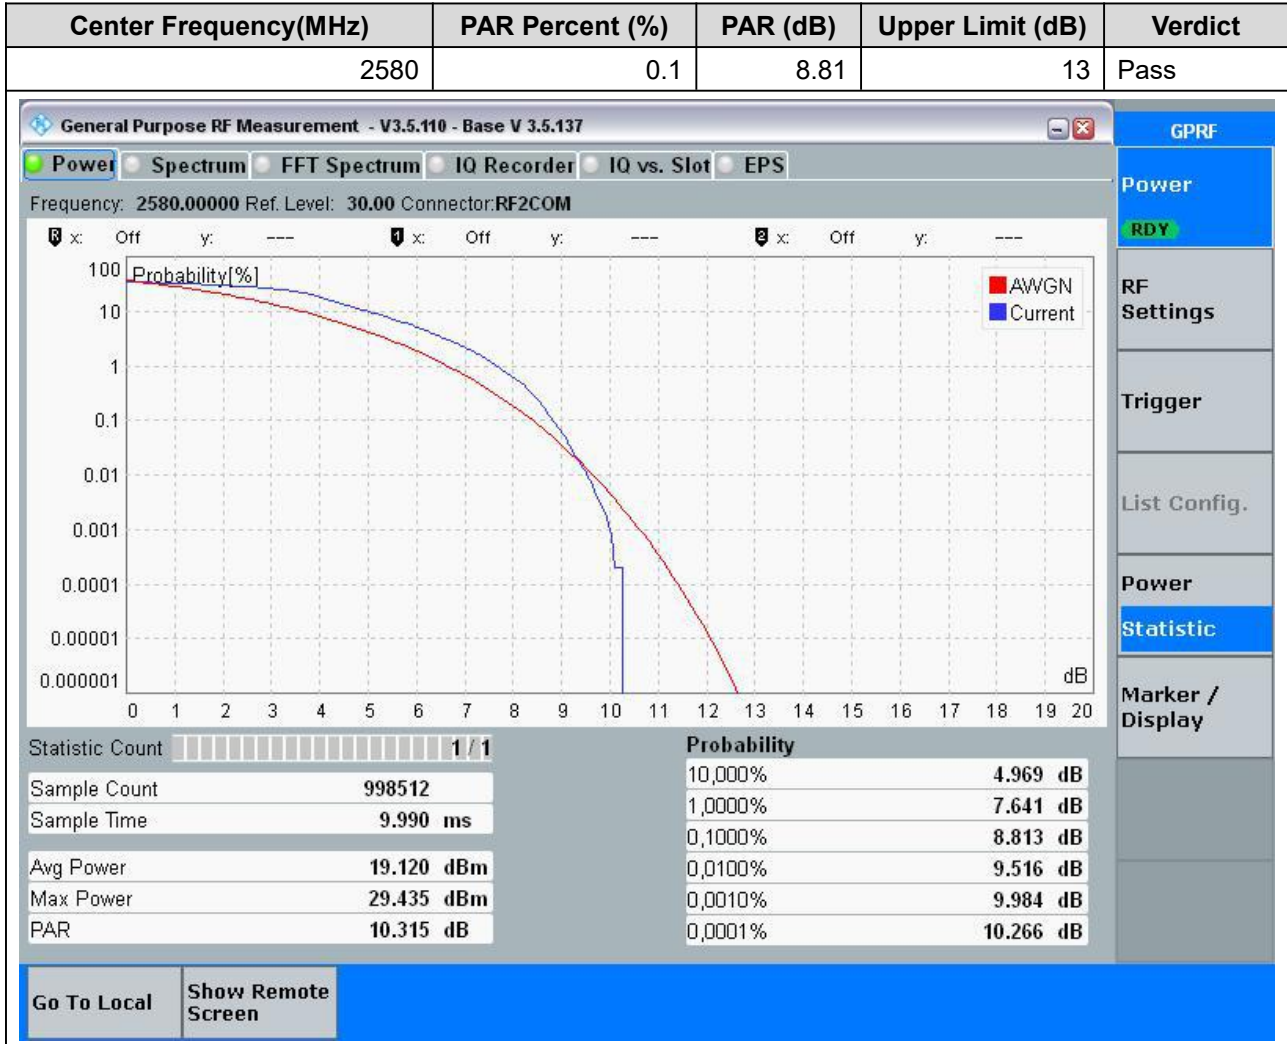 Center Frequency(MHz) PAR Percent (%) PAR (dB) Upper Limit (dB) Verdict
2580 0.1 8.81 13 Pass
General Purpose RF Measurement - V3.5.110 - Base V 3.5.137
GPRF
Power Spectrum FFT Spectrum IQ Recorder IQ vs. Slot EPS
Power
RDY
Frequency: 2580.00000 Ref. Level: 30.00 Connector:RF2COM
R x: Off y: --- 1 x: Off y: --- 2 x: Off y: ---
Probability[%]
AWGN
Current
100
10
1
0.1
0.01
0.001
0.0001
0.00001
0.000001
dB
0 1 2 3 4 5 6 7 8 9 10 11 12 13 14 15 16 17 18 19 20
RF
Settings
Trigger
List Config.
Power
Statistic
Marker /
Display
Statistic Count 1 / 1
Sample Count 998512
Sample Time 9.990 ms
Avg Power 19.120 dBm
Max Power 29.435 dBm
PAR 10.315 dB
Probability
10,000% 4.969 dB
1,0000% 7.641 dB
0,1000% 8.813 dB
0,0100% 9.516 dB
0,0010% 9.984 dB
0,0001% 10.266 dB
Go To Local
Show Remote
Screen